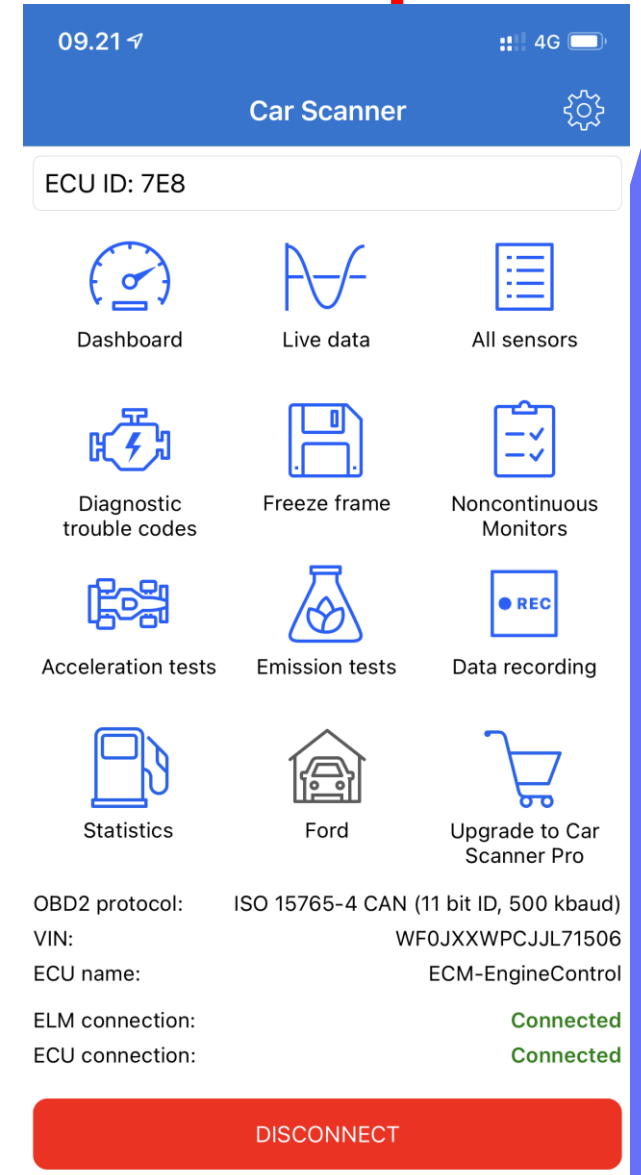 09.21
4G
Car Scanner
ECU ID: 7E8
Dashboard
Live data
All sensors
Diagnostic
trouble codes
Freeze frame
Noncontinuous
Monitors
REC
Acceleration tests
Emission tests
Data recording
Statistics
Ford
Upgrade to Car
Scanner Pro
OBD2 protocol: ISO 15765-4 CAN (11 bit ID, 500 kbaud)
VIN: WF0JXXWPCJJL71506
ECU name: ECM-EngineControl
ELM connection: Connected
ECU connection: Connected
DISCONNECT